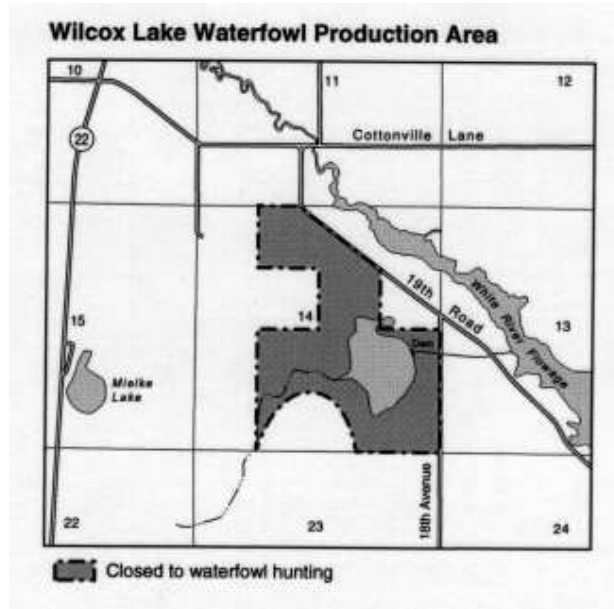 Wilcox Lake Waterfowl Production Area
10
11
12
22
Cottonville Lane
19th Road
White River Flowage
14
13
15
Dam
Mielke
Lake
18th Avenue
22
23
24
Closed to waterfowl hunting